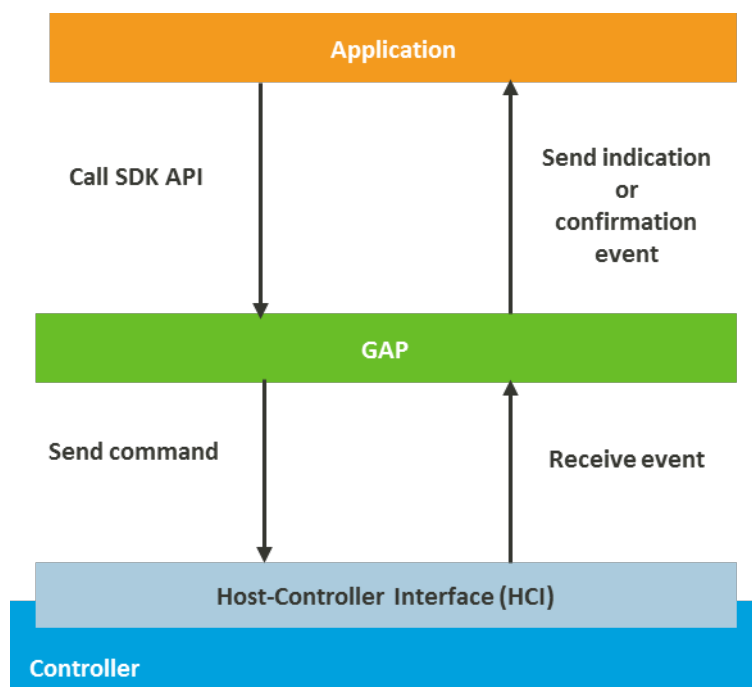 Application
Call SDK API
Send indication
or
confirmation
event
GAP
Send command
Receive event
Host-Controller Interface (HCI)
Controller